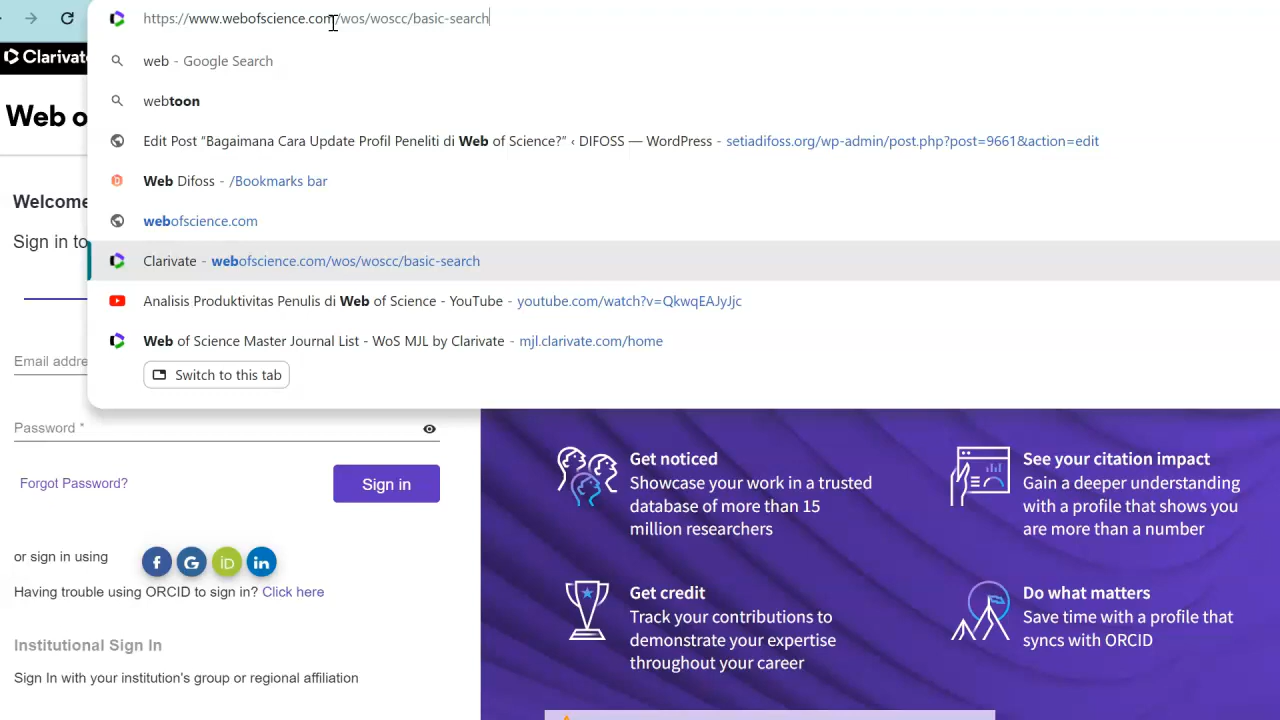 https://www.webofscience.com/wos/woscc/basic-search
web - Google Search
webtoon
Edit Post “Bagaimana Cara Update Profil Peneliti di Web of Science?” ‹ DIFOSS — WordPress - setiadifoss.org/wp-admin/post.php?post=9661&action=edit
Web Difoss - /Bookmarks bar
webofscience.com
Clarivate - webofscience.com/wos/woscc/basic-search
Analisis Produktivitas Penulis di Web of Science - YouTube - youtube.com/watch?v=QkwqEAJyJjc
Web of Science Master Journal List - WoS MJL by Clarivate - mjl.clarivate.com/home
Switch to this tab
Clarivate
Web o
Welcome
Sign in to
Email addre
Password *
Forgot Password?
Sign in
or sign in using
f G iD in
Having trouble using ORCID to sign in? Click here
Institutional Sign In
Sign In with your institution's group or regional affiliation
Get noticed
Showcase your work in a trusted
database of more than 15
million researchers
See your citation impact
Gain a deeper understanding
with a profile that shows you
are more than a number
Get credit
Track your contributions to
demonstrate your expertise
throughout your career
Do what matters
Save time with a profile that
syncs with ORCID